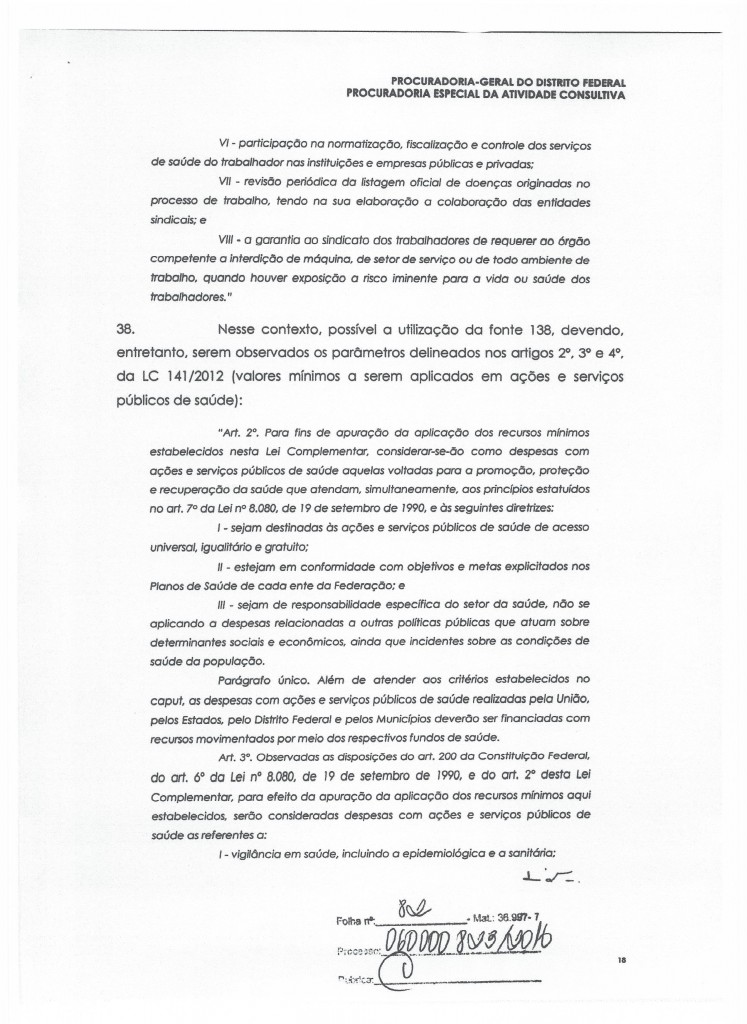 PROCURADORIA-GERAL DO DISTRITO FEDERAL
PROCURADORIA ESPECIAL DA ATIVIDADE CONSULTIVA
VI - participação na normatização, fiscalização e controle dos serviços
de saúde do trabalhador nas instituições e empresas públicas e privadas;
VII - revisão periódica da listagem oficial de doenças originadas no
processo de trabalho, tendo na sua elaboração a colaboração das entidades
sindicais; e
VIII - a garantia ao sindicato dos trabalhadores de requerer ao órgão
competente a interdição de máquina, de setor de serviço ou de todo ambiente de
trabalho, quando houver exposição a risco iminente para a vida ou saúde dos
trabalhadores."
38. Nesse contexto, possível a utilização da fonte 138, devendo,
entretanto, serem observados os parâmetros delineados nos artigos 2º, 3º e 4º,
da LC 141/2012 (valores mínimos a serem aplicados em ações e serviços
públicos de saúde):
"Art. 2º. Para fins de apuração da aplicação dos recursos mínimos
estabelecidos nesta Lei Complementar, considerar-se-ão como despesas com
ações e serviços públicos de saúde aquelas voltadas para a promoção, proteção
e recuperação da saúde que atendam, simultaneamente, aos princípios estatuídos
no art. 7º da Lei nº 8.080, de 19 de setembro de 1990, e às seguintes diretrizes:
I - sejam destinadas às ações e serviços públicos de saúde de acesso
universal, igualitário e gratuito;
II - estejam em conformidade com objetivos e metas explicitados nos
Planos de Saúde de cada ente da Federação; e
III - sejam de responsabilidade específica do setor da saúde, não se
aplicando a despesas relacionadas a outras políticas públicas que atuam sobre
determinantes sociais e econômicos, ainda que incidentes sobre as condições de
saúde da população.
Parágrafo único. Além de atender aos critérios estabelecidos no
caput, as despesas com ações e serviços públicos de saúde realizadas pela União,
pelos Estados, pelo Distrito Federal e pelos Municípios deverão ser financiadas com
recursos movimentados por meio dos respectivos fundos de saúde.
Art. 3º. Observadas as disposições do art. 200 da Constituição Federal,
do art. 6º da Lei nº 8.080, de 19 de setembro de 1990, e do art. 2º desta Lei
Complementar, para efeito da apuração da aplicação dos recursos mínimos aqui
estabelecidos, serão consideradas despesas com ações e serviços públicos de
saúde as referentes a:
I - vigilância em saúde, incluindo a epidemiológica e a sanitária;
Folha nº: - Mat.: 36.997-7
Processo:
Rubrica:
18